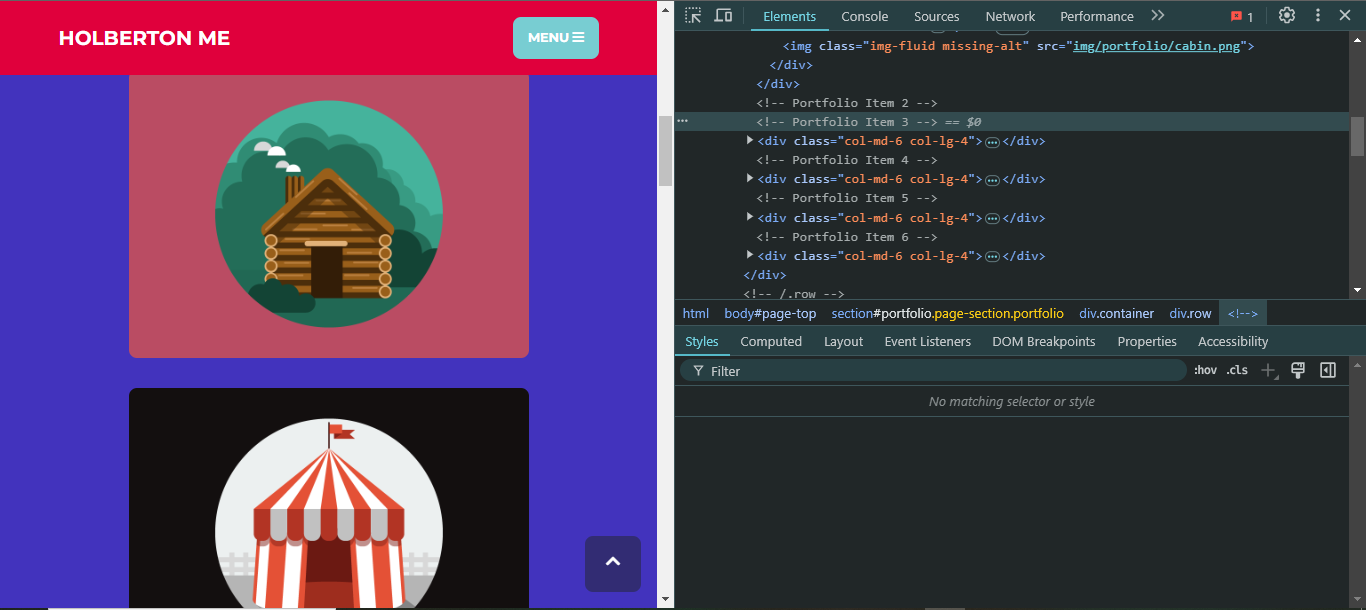 HOLBERTON ME
MENU
Elements Console Sources Network Performance 1
<img class="img-fluid missing-alt" src="img/portfolio/cabin.png">
</div>
</div>
<!-- Portfolio Item 2 -->
<!-- Portfolio Item 3 --> == $0
<div class="col-md-6 col-lg-4"> … </div>
<!-- Portfolio Item 4 -->
<div class="col-md-6 col-lg-4"> … </div>
<!-- Portfolio Item 5 -->
<div class="col-md-6 col-lg-4"> … </div>
<!-- Portfolio Item 6 -->
<div class="col-md-6 col-lg-4"> … </div>
</div>
<!-- /.row -->
html body#page-top section#portfolio.page-section.portfolio div.container div.row <!-->
Styles Computed Layout Event Listeners DOM Breakpoints Properties Accessibility
Filter :hov .cls
No matching selector or style